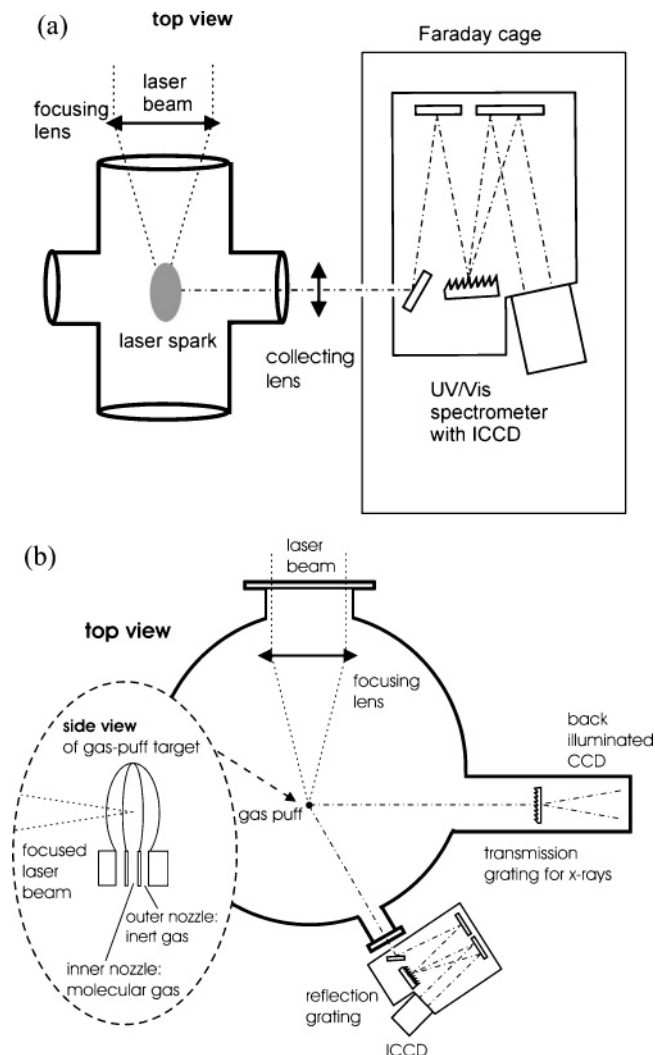 (a)
top view
laser
beam
focusing
lens
laser spark
collecting
lens
Faraday cage
UV/Vis
spectrometer
with ICCD
(b)
laser
beam
top view
focusing
lens
side view
of gas-puff target
gas puff
focused
laser
beam
outer nozzle:
inert gas
inner nozzle:
molecular gas
back
illuminated
CCD
transmission
grating for x-rays
reflection
grating
ICCD